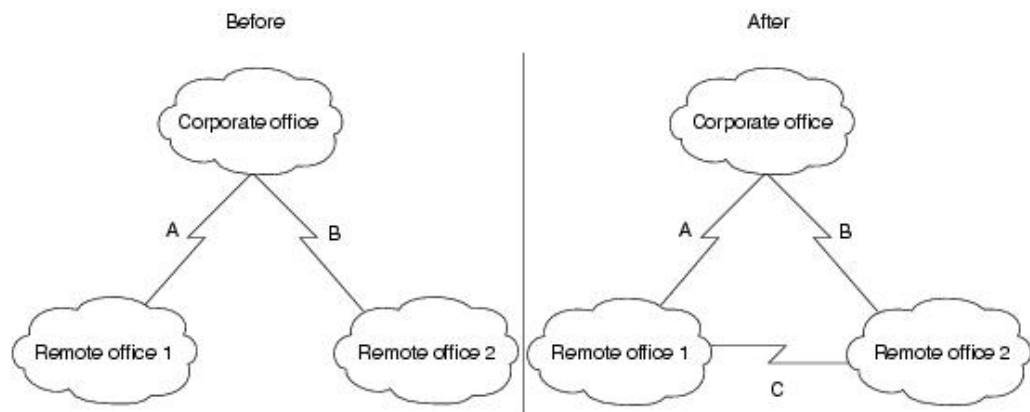 Before
Corporate office
A
B
Remote office 1
Remote office 2
After
Corporate office
A
B
Remote office 1
Remote office 2
C